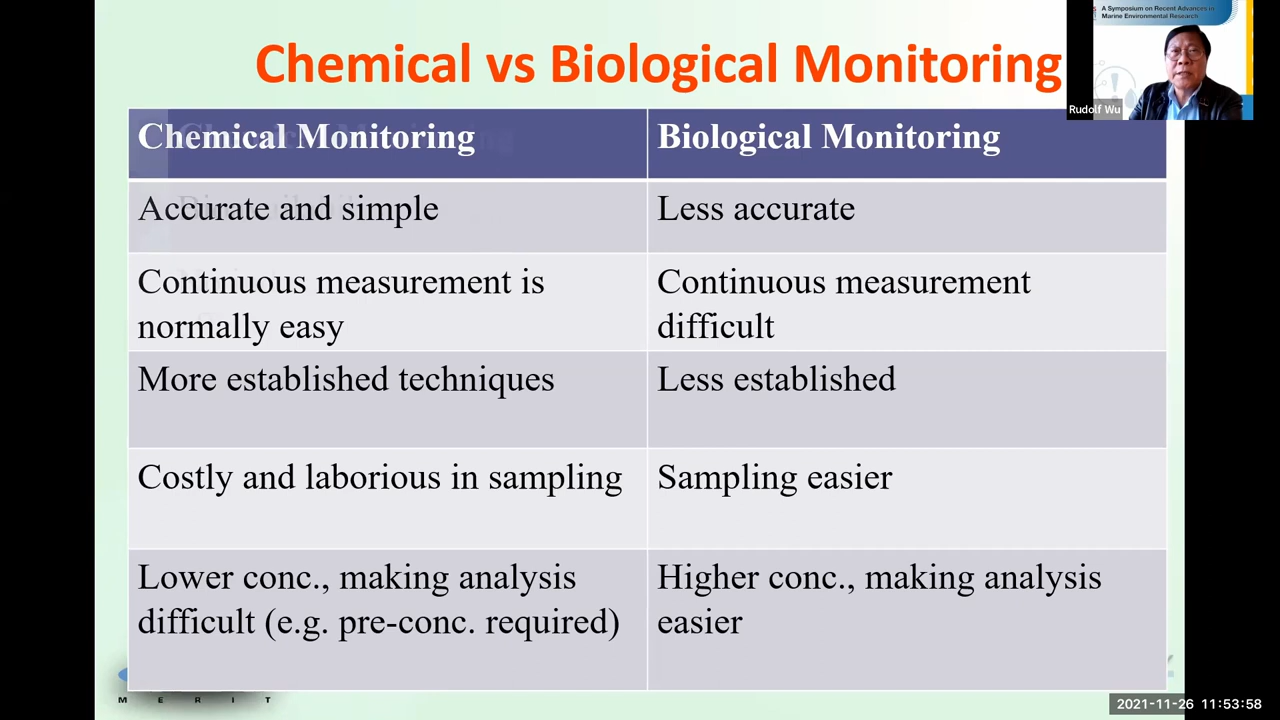 Chemical vs Biological Monitoring
A Symposium on Recent Advances in
Marine Environmental Research
Rudolf Wu
Chemical Monitoring
Biological Monitoring
Accurate and simple
Less accurate
Continuous measurement is
normally easy
Continuous measurement
difficult
More established techniques
Less established
Costly and laborious in sampling
Sampling easier
Lower conc., making analysis
difficult (e.g. pre-conc. required)
Higher conc., making analysis
easier
M E R I T
2021-11-26 11:53:58